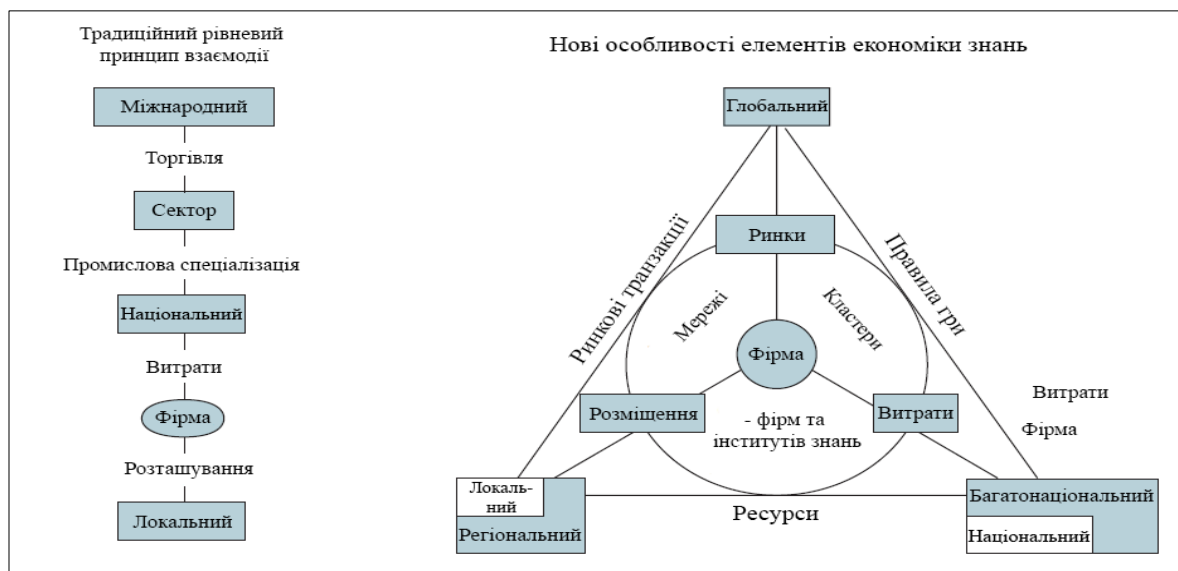 Традиційний рівневий
принцип взаємодії
Міжнародний
Торгівля
Сектор
Промислова спеціалізація
Національний
Витрати
Фірма
Розташування
Локальний
Нові особливості елементів економіки знань
Глобальний
Ринки
Ринкові транзакції
Правила гри
Мережі
Кластери
Фірма
Розміщення
- фірм та
інститутів знань
Витрати
Витрати
Фірма
Локаль-
ний
Регіональний
Ресурси
Багатонаціональний
Національний